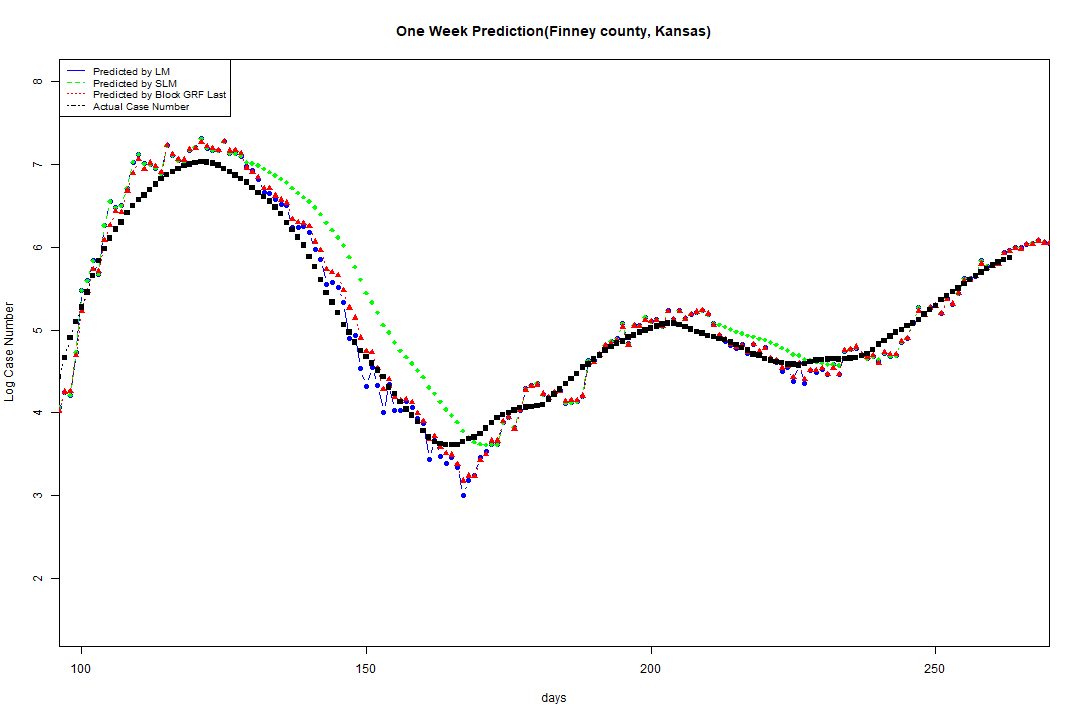 One Week Prediction(Finney county, Kansas)
Predicted by LM
Predicted by SLM
Predicted by Block GRF Last
Actual Case Number
8
7
6
5
4
3
2
Log Case Number
100 150 200 250
days